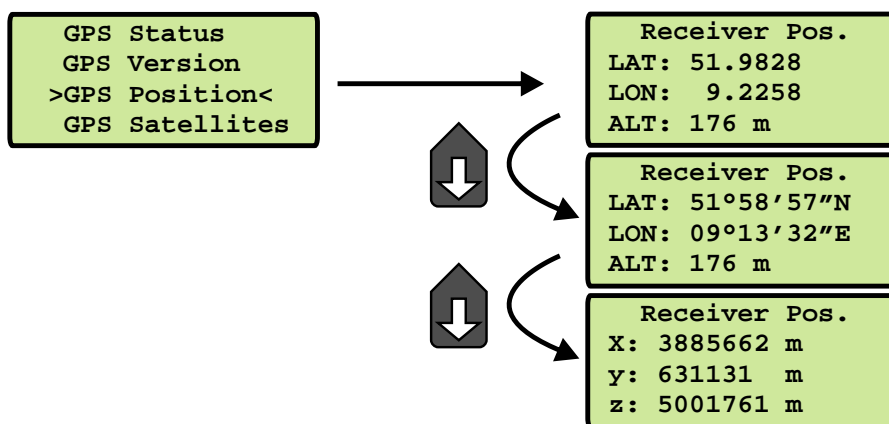 GPS Status
GPS Version
>GPS Position<
GPS Satellites
Receiver Pos.
LAT: 51.9828
LON: 9.2258
ALT: 176 m
Receiver Pos.
LAT: 51°58’57”N
LON: 09°13’32”E
ALT: 176 m
Receiver Pos.
X: 3885662 m
y: 631131 m
z: 5001761 m